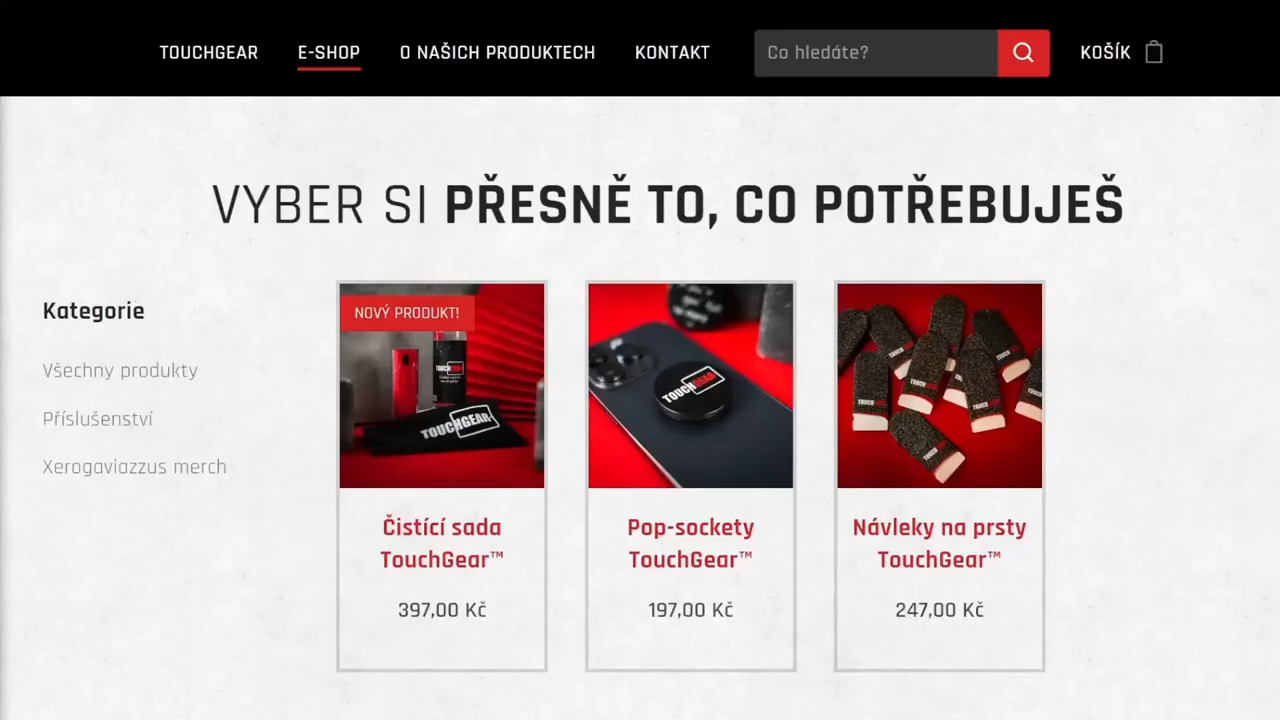 TOUCHGEAR E-SHOP O NAŠICH PRODUKTECH KONTAKT Co hledáte? KOŠÍK
VYBER SI PŘESNĚ TO, CO POTŘEBUJEŠ
Kategorie
Všechny produkty
Příslušenství
Xerogaviazzus merch
NOVÝ PRODUKT!
TOUCHGEAR
TOUCHGEAR
Čistící sada
TouchGear™
397,00 Kč
TOUCHGEAR
Pop-sockety
TouchGear™
197,00 Kč
Návleky na prsty
TouchGear™
247,00 Kč